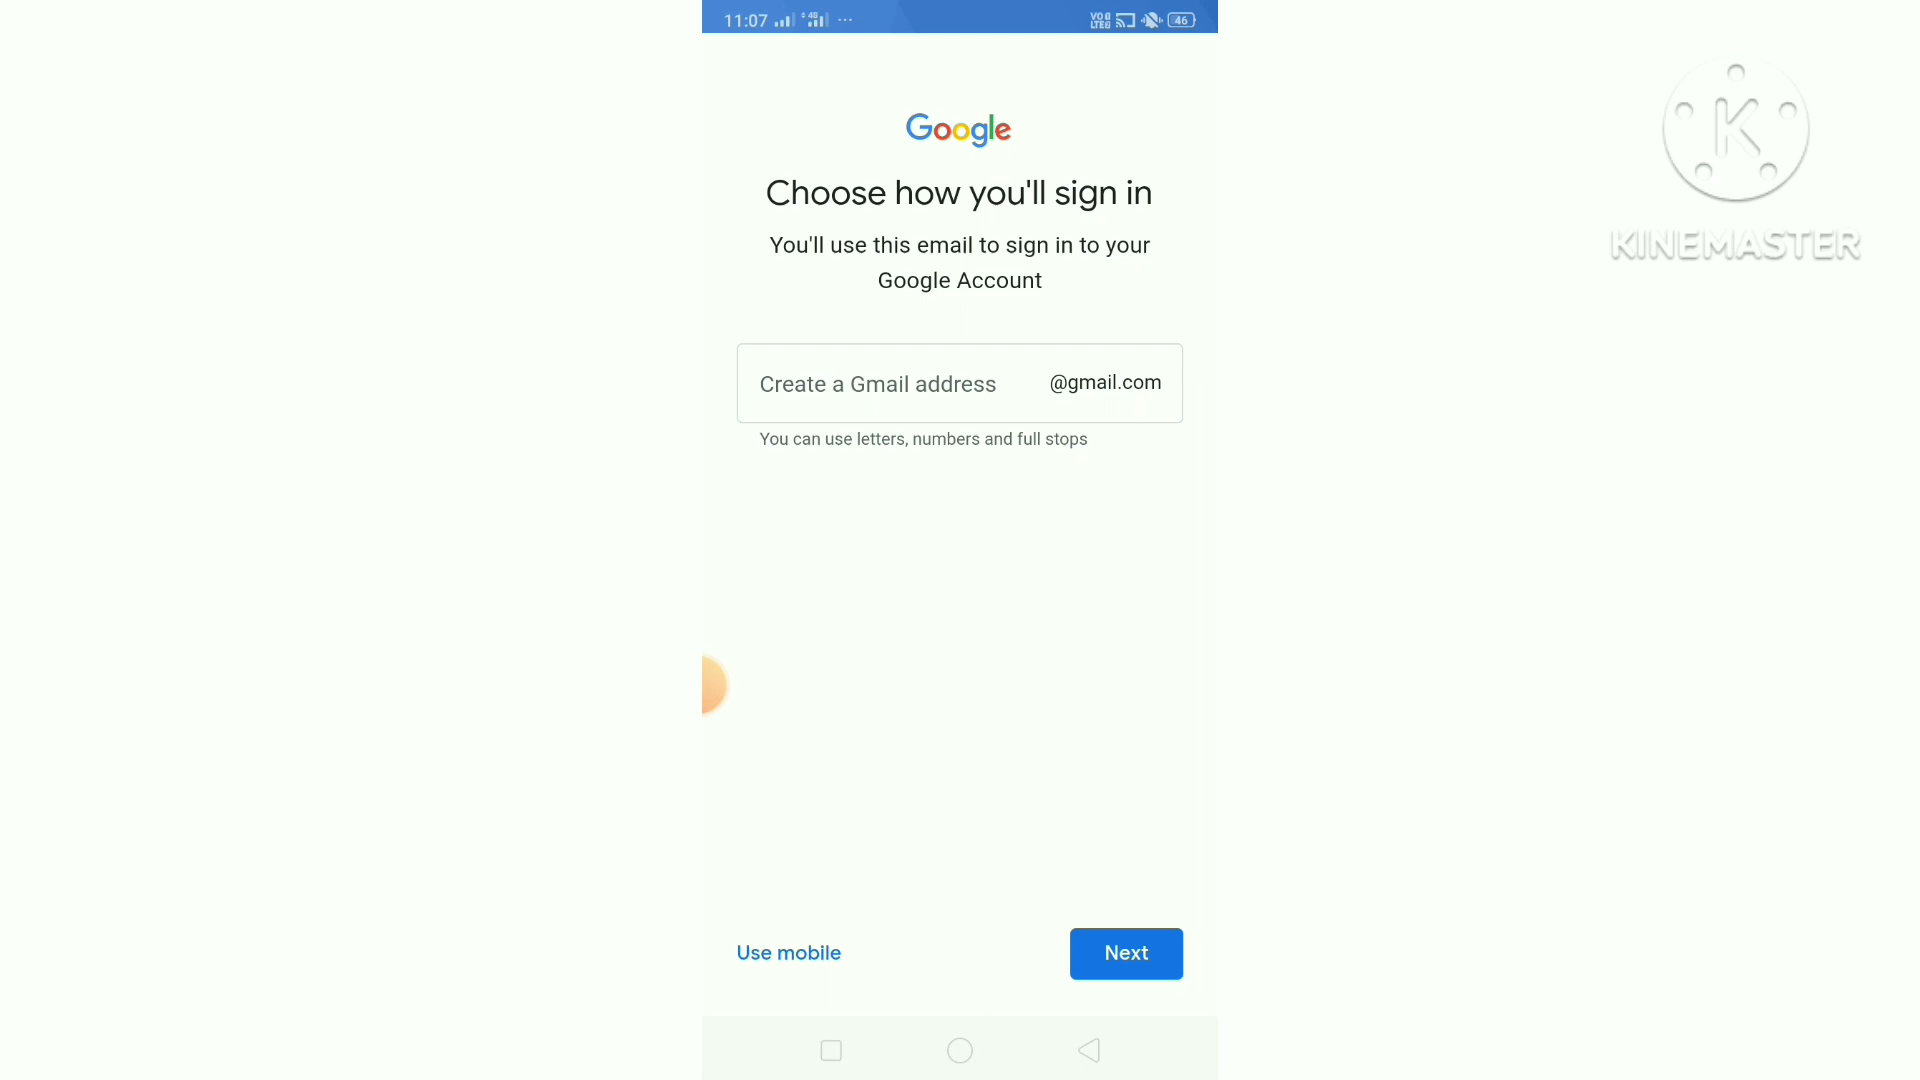 11:07
46
Google
Choose how you'll sign in
You'll use this email to sign in to your
Google Account
Create a Gmail address @gmail.com
You can use letters, numbers and full stops
Use mobile Next
K
KINEMASTER